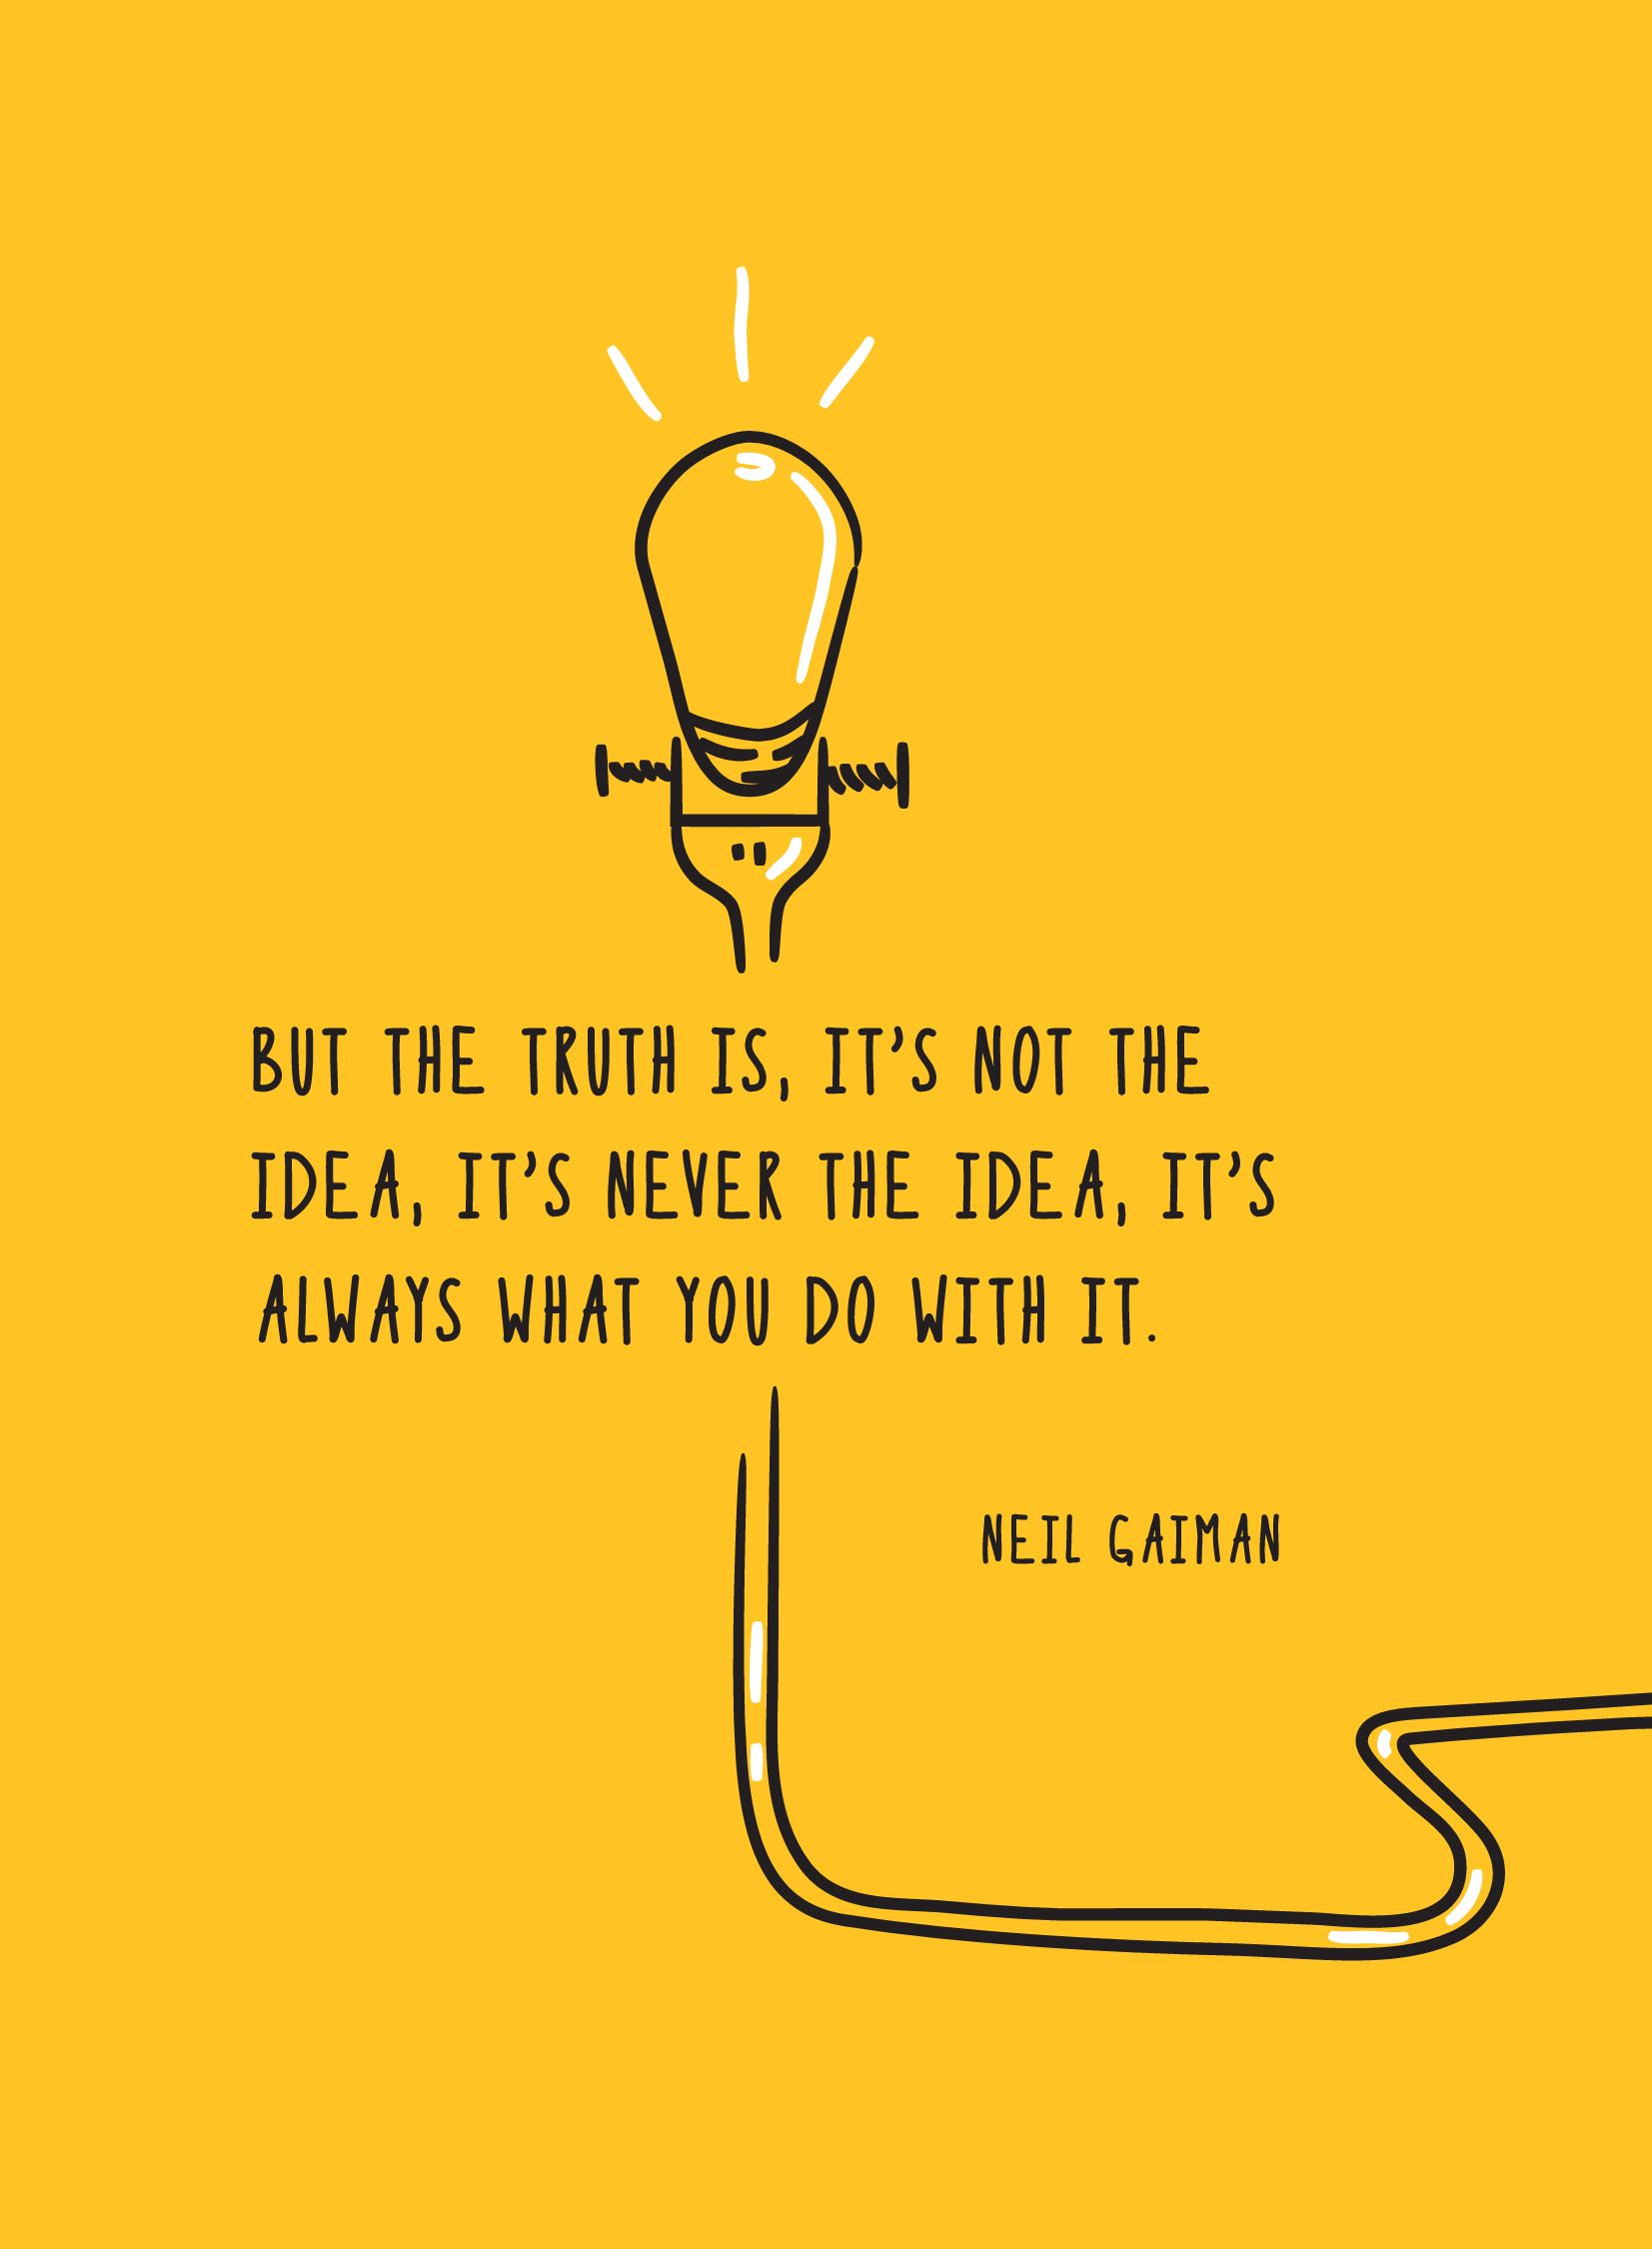 BUT THE TRUTH IS, IT'S NOT THE
IDEA, IT'S NEVER THE IDEA, IT'S
ALWAYS WHAT YOU DO WITH IT.
NEIL GAIMAN